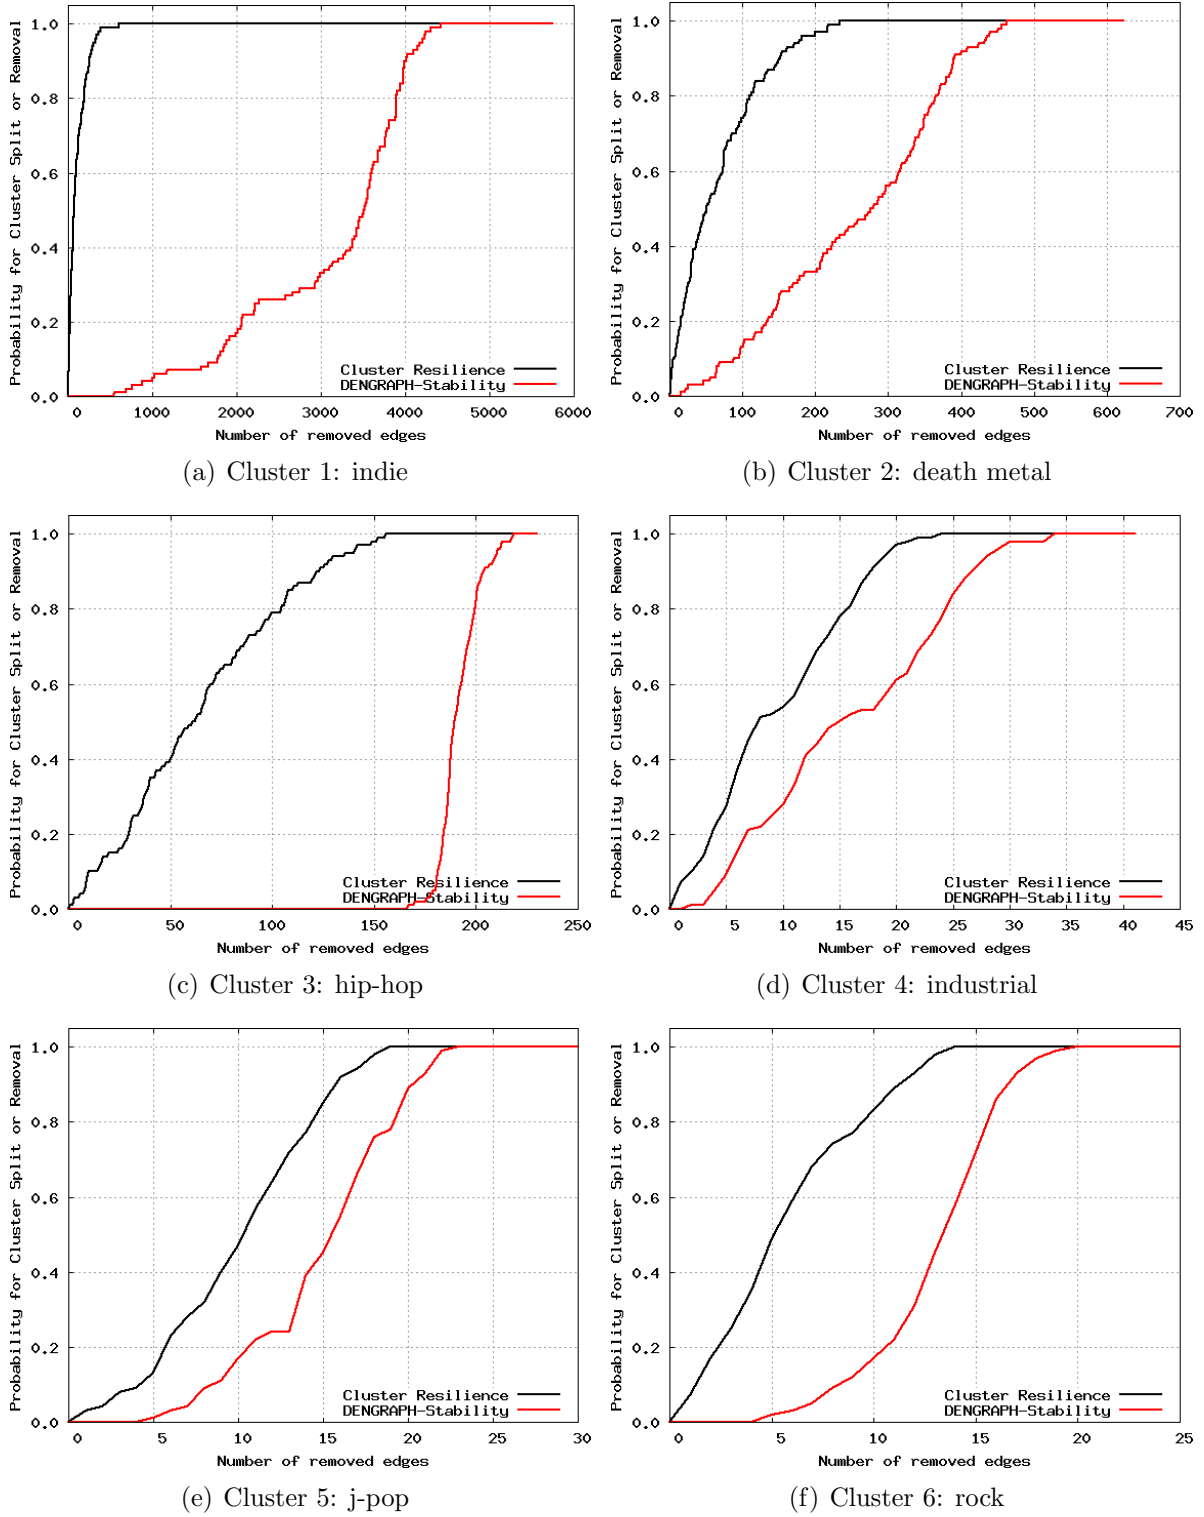 Probability for Cluster Split or Removal
1.0
0.8
0.6
0.4
0.2
0.0
Cluster Resilience
DENGRAPH-Stability
0 1000 2000 3000 4000 5000 6000
Number of removed edges
(a) Cluster 1: indie
Probability for Cluster Split or Removal
1.0
0.8
0.6
0.4
0.2
0.0
Cluster Resilience
DENGRAPH-Stability
0 100 200 300 400 500 600 700
Number of removed edges
(b) Cluster 2: death metal
Probability for Cluster Split or Removal
1.0
0.8
0.6
0.4
0.2
0.0
Cluster Resilience
DENGRAPH-Stability
0 50 100 150 200 250
Number of removed edges
(c) Cluster 3: hip-hop
Probability for Cluster Split or Removal
1.0
0.8
0.6
0.4
0.2
0.0
Cluster Resilience
DENGRAPH-Stability
0 5 10 15 20 25 30 35 40 45
Number of removed edges
(d) Cluster 4: industrial
Probability for Cluster Split or Removal
1.0
0.8
0.6
0.4
0.2
0.0
Cluster Resilience
DENGRAPH-Stability
0 5 10 15 20 25 30
Number of removed edges
(e) Cluster 5: j-pop
Probability for Cluster Split or Removal
1.0
0.8
0.6
0.4
0.2
0.0
Cluster Resilience
DENGRAPH-Stability
0 5 10 15 20 25
Number of removed edges
(f) Cluster 6: rock